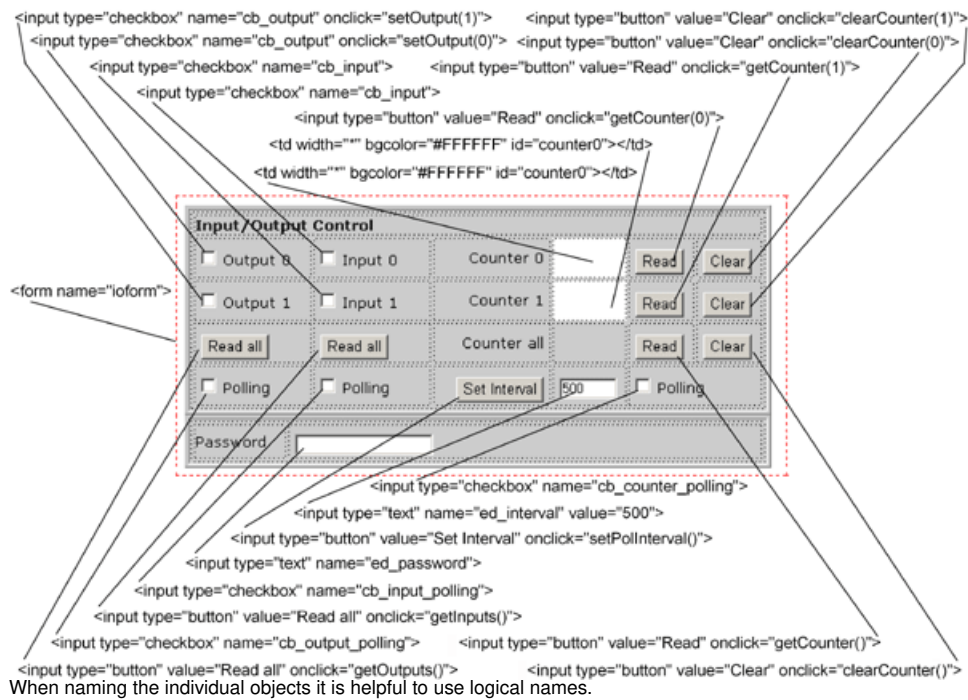 <input type="checkbox" name="cb_output" onclick="setOutput(1)"> <input type="button" value="Clear" onclick="clearCounter(1)">
<input type="checkbox" name="cb_output" onclick="setOutput(0)"> <input type="button" value="Clear" onclick="clearCounter(0)">
<input type="checkbox" name="cb_input"> <input type="button" value="Read" onclick="getCounter(1)">
<input type="checkbox" name="cb_input">
<input type="button" value="Read" onclick="getCounter(0)">
<td width="*" bgcolor="#FFFFFF" id="counter0"></td>
<td width="*" bgcolor="#FFFFFF" id="counter0"></td>
Input/Output Control
Output 0 Input 0 Counter 0 Read Clear
<form name="ioform">
Output 1 Input 1 Counter 1 Read Clear
Read all Read all Counter all Read Clear
Polling Polling Set Interval 500 Polling
Password
<input type="checkbox" name="cb_counter_polling">
<input type="text" name="ed_interval" value="500">
<input type="button" value="Set Interval" onclick="setPollInterval()">
<input type="text" name="ed_password">
<input type="checkbox" name="cb_input_polling">
<input type="button" value="Read all" onclick="getInputs()">
<input type="checkbox" name="cb_output_polling"> <input type="button" value="Read" onclick="getCounter()">
<input type="button" value="Read all" onclick="getOutputs()"> <input type="button" value="Clear" onclick="clearCounter()">
When naming the individual objects it is helpful to use logical names.